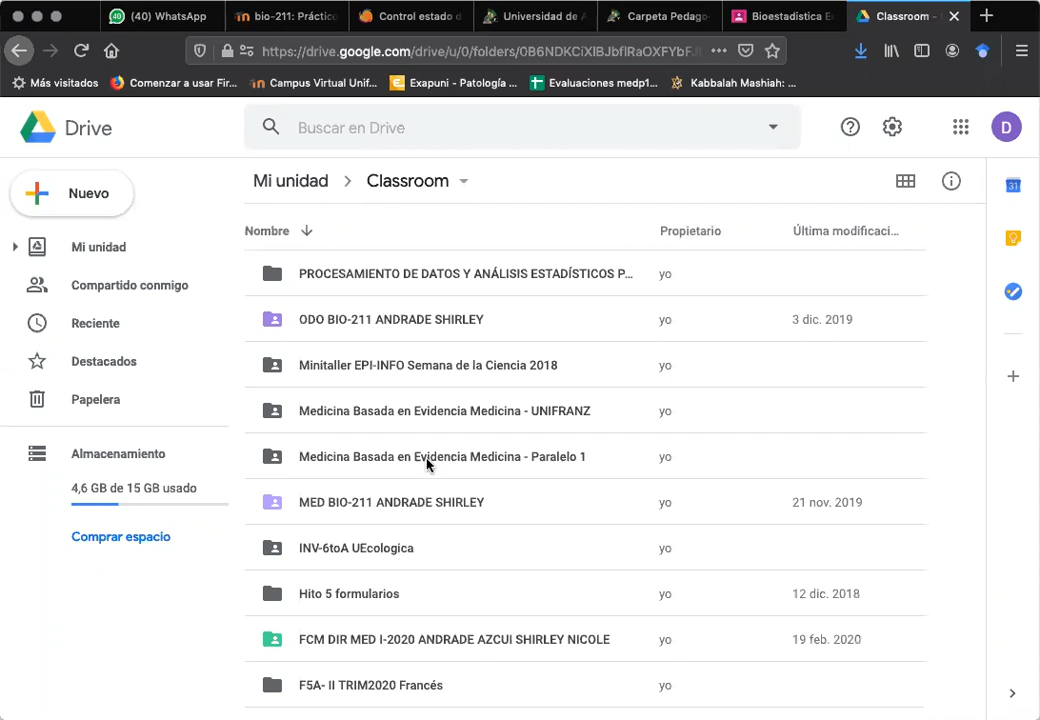 (40) WhatsApp
bio-211: Práctic
Control estado d
Universidad de A
Carpeta Pedago
Bioestadistica E
Classroom -
https://drive.google.com/drive/u/0/folders/0B6NDKCiXIBJbflRaOXFYbF.
Más visitados
Comenzar a usar Fir...
Campus Virtual Unif...
Exapuni - Patología ...
Evaluaciones medp1...
Kabbalah Mashiah: ...
Drive
Buscar en Drive
D
Nuevo
Mi unidad
Compartido conmigo
Reciente
Destacados
Papelera
Almacenamiento
4,6 GB de 15 GB usado
Comprar espacio
Mi unidad > Classroom
Nombre Propietario Última modificaci...
PROCESAMIENTO DE DATOS Y ANÁLISIS ESTADÍSTICOS P... yo
ODO BIO-211 ANDRADE SHIRLEY yo 3 dic. 2019
Minitaller EPI-INFO Semana de la Ciencia 2018 yo
Medicina Basada en Evidencia Medicina - UNIFRANZ yo
Medicina Basada en Evidencia Medicina - Paralelo 1 yo
MED BIO-211 ANDRADE SHIRLEY yo 21 nov. 2019
INV-6toA UEcologica yo
Hito 5 formularios yo 12 dic. 2018
FCM DIR MED I-2020 ANDRADE AZCUI SHIRLEY NICOLE yo 19 feb. 2020
F5A- II TRIM2020 Francés yo
31